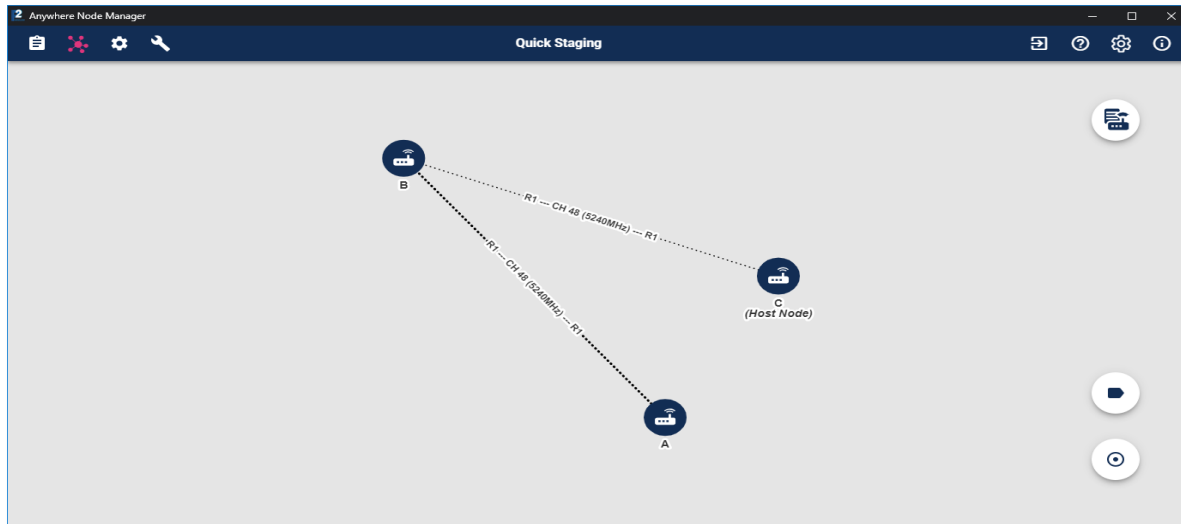 2 Anywhere Node Manager
Quick Staging
B
R1 --- CH 48 (5240MHz) --- R1
R1 --- CH 48 (5240MHz) --- R1
C
(Host Node)
A